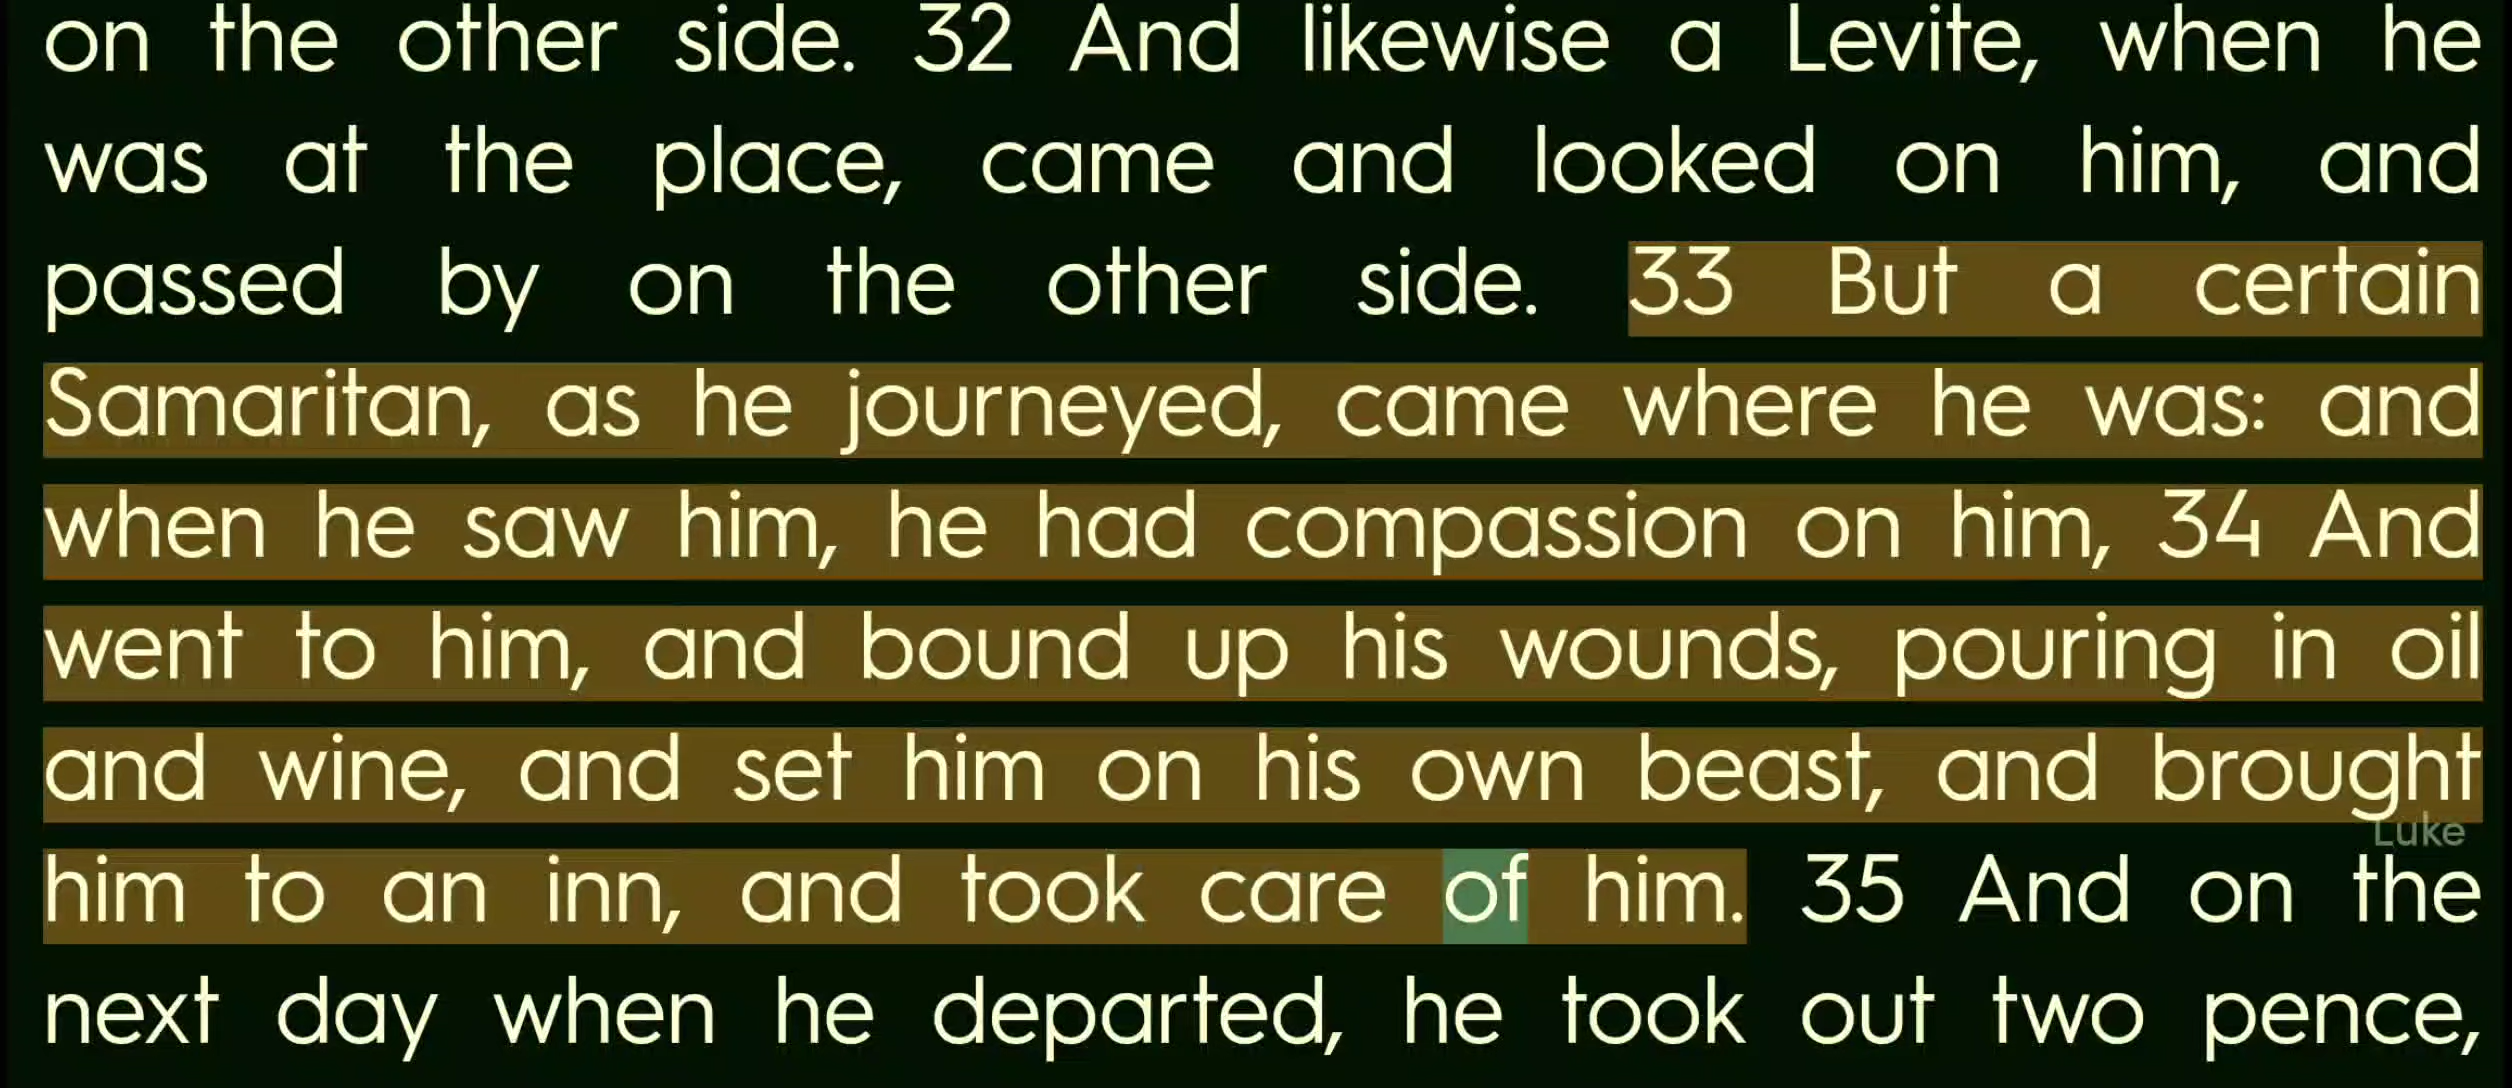 on the other side. 32 And likewise a Levite, when he
was at the place, came and looked on him, and
passed by on the other side. 33 But a certain
Samaritan, as he journeyed, came where he was: and
when he saw him, he had compassion on him, 34 And
went to him, and bound up his wounds, pouring in oil
and wine, and set him on his own beast, and brought
Luke
him to an inn, and took care of him. 35 And on the
next day when he departed, he took out two pence,